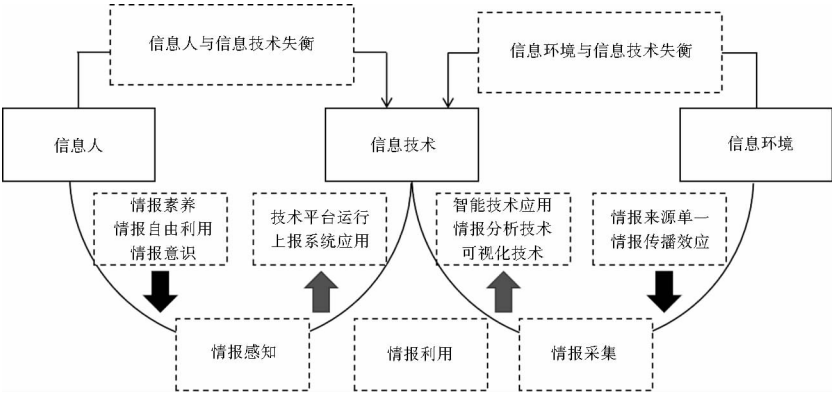 信息人与信息技术失衡
信息环境与信息技术失衡
信息人
信息技术
信息环境
情报素养
情报自由利用
情报意识
技术平台运行
上报系统应用
智能技术应用
情报分析技术
可视化技术
情报来源单一
情报传播效应
情报感知
情报利用
情报采集